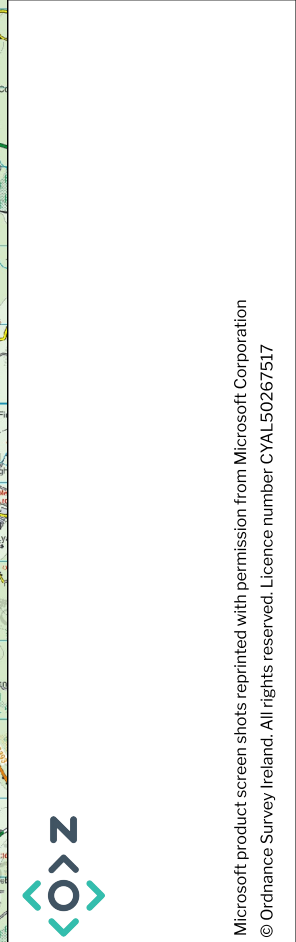 Microsoft product screen shots reprinted with permission from Microsoft Corporation
© Ordnance Survey Ireland. All rights reserved. Licence number CYAL50267517
N